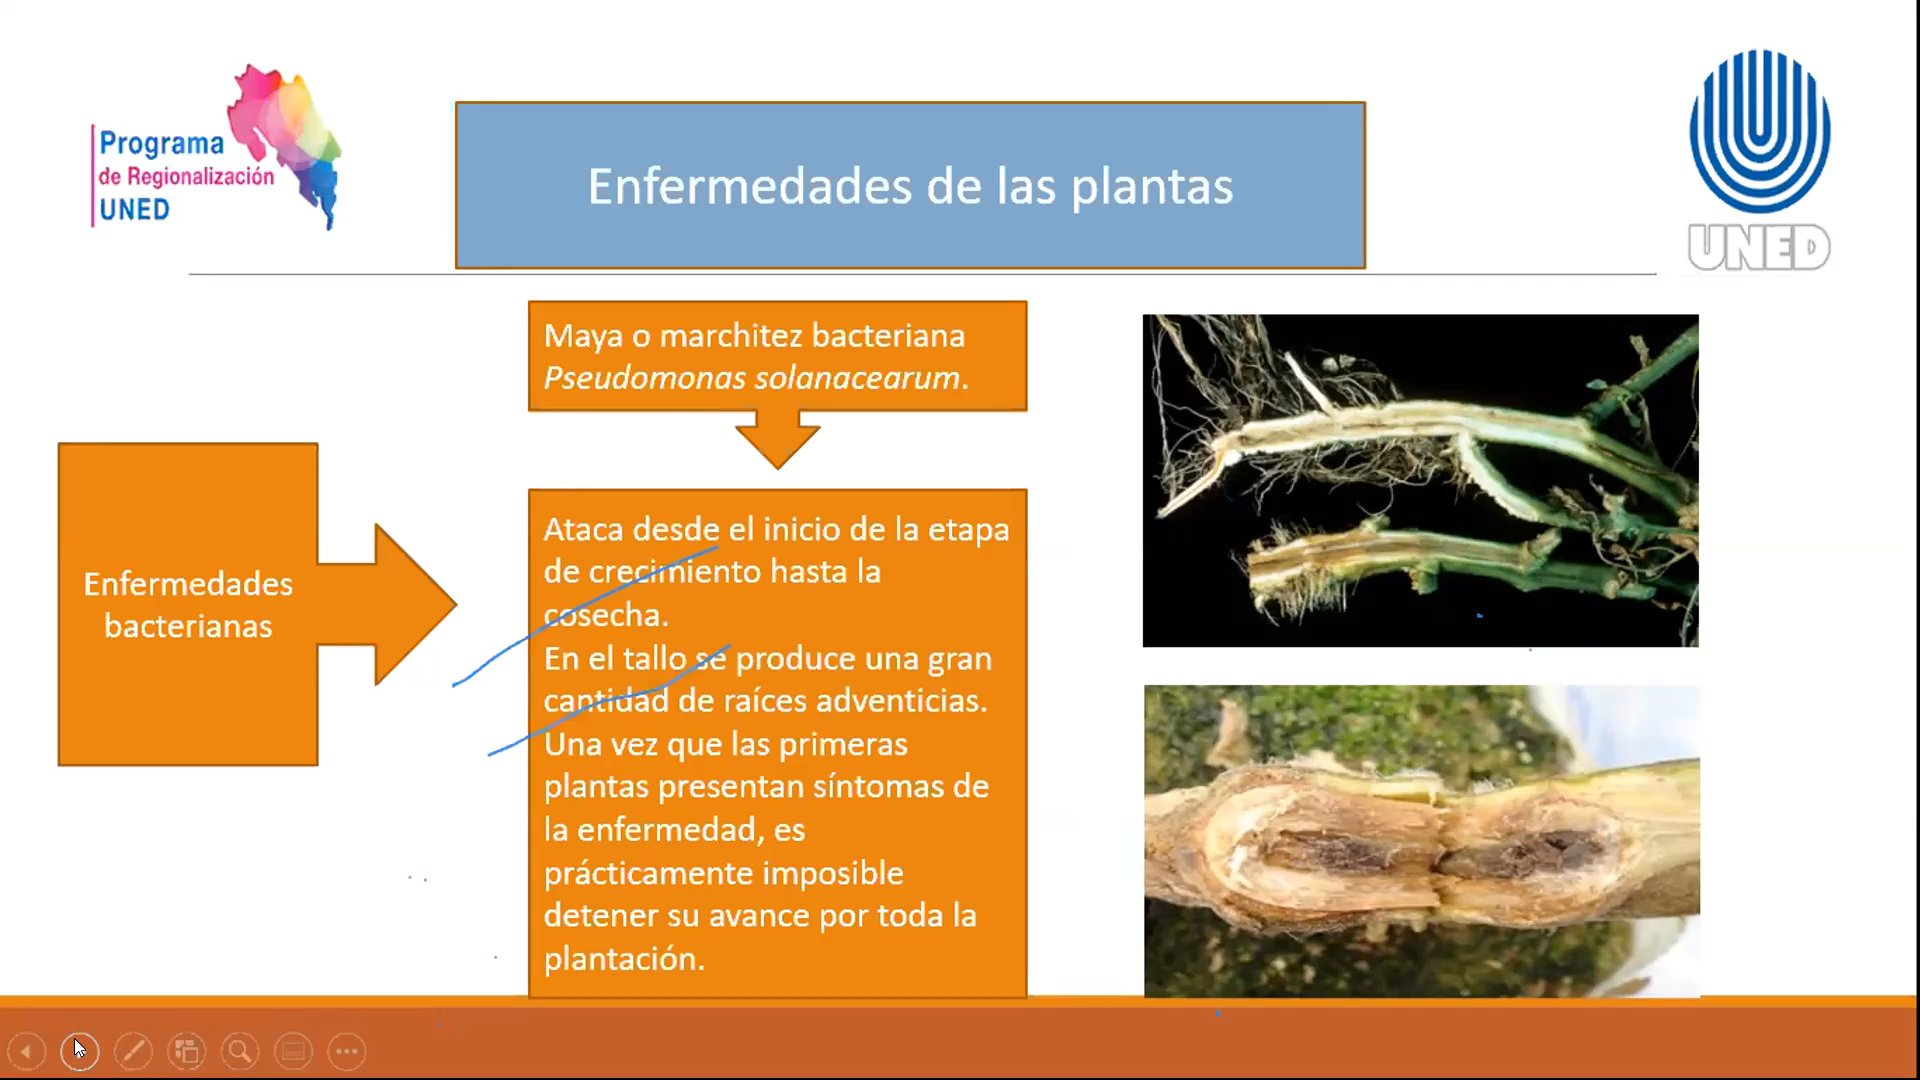 Programa
de Regionalización
UNED
Enfermedades de las plantas
UNED
Maya o marchitez bacteriana
Pseudomonas solanacearum.
Enfermedades
bacterianas
Ataca desde el inicio de la etapa
de crecimiento hasta la
cosecha.
En el tallo se produce una gran
cantidad de raíces adventicias.
Una vez que las primeras
plantas presentan síntomas de
la enfermedad, es
prácticamente imposible
detener su avance por toda la
plantación.